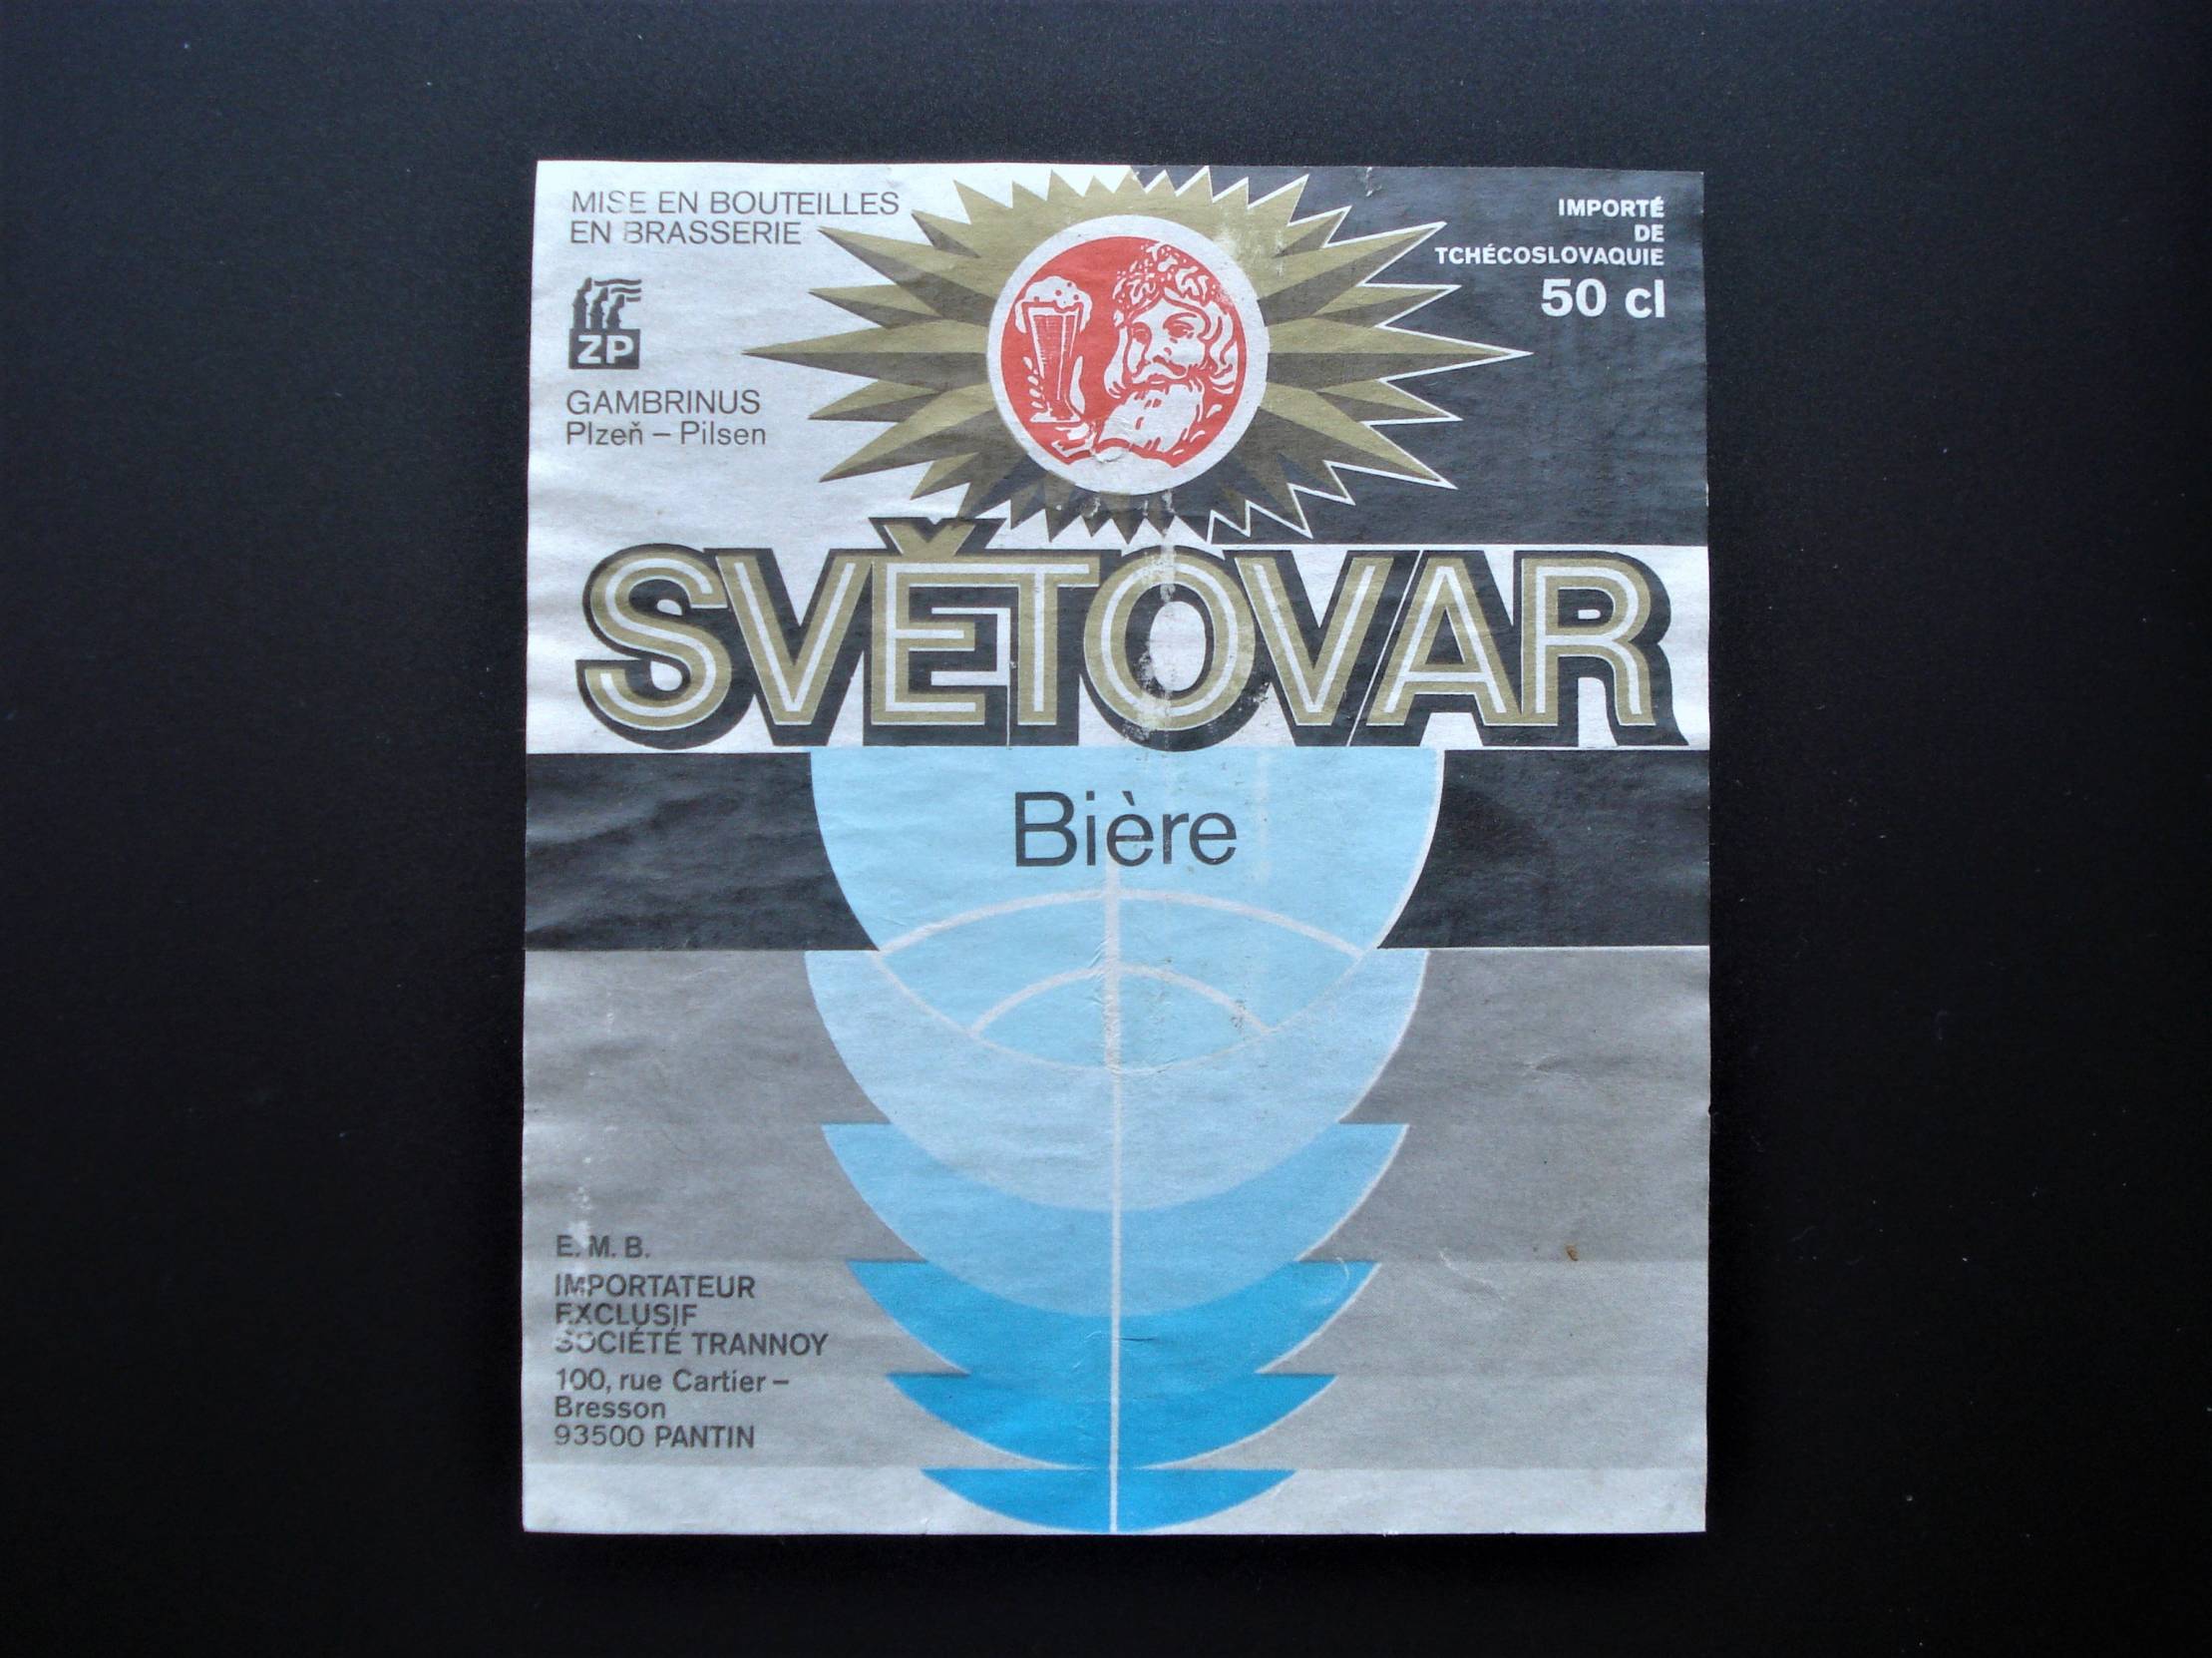 MISE EN BOUTEILLES
EN BRASSERIE
ZP
GAMBRINUS
Plzeň – Pilsen
IMPORTÉ
DE
TCHÉCOSLOVAQUIE
50 cl
SVĚTOVAR
Bière
E. M. B.
IMPORTATEUR
EXCLUSIF
SOCIÉTÉ TRANNOY
100, rue Cartier –
Bresson
93500 PANTIN